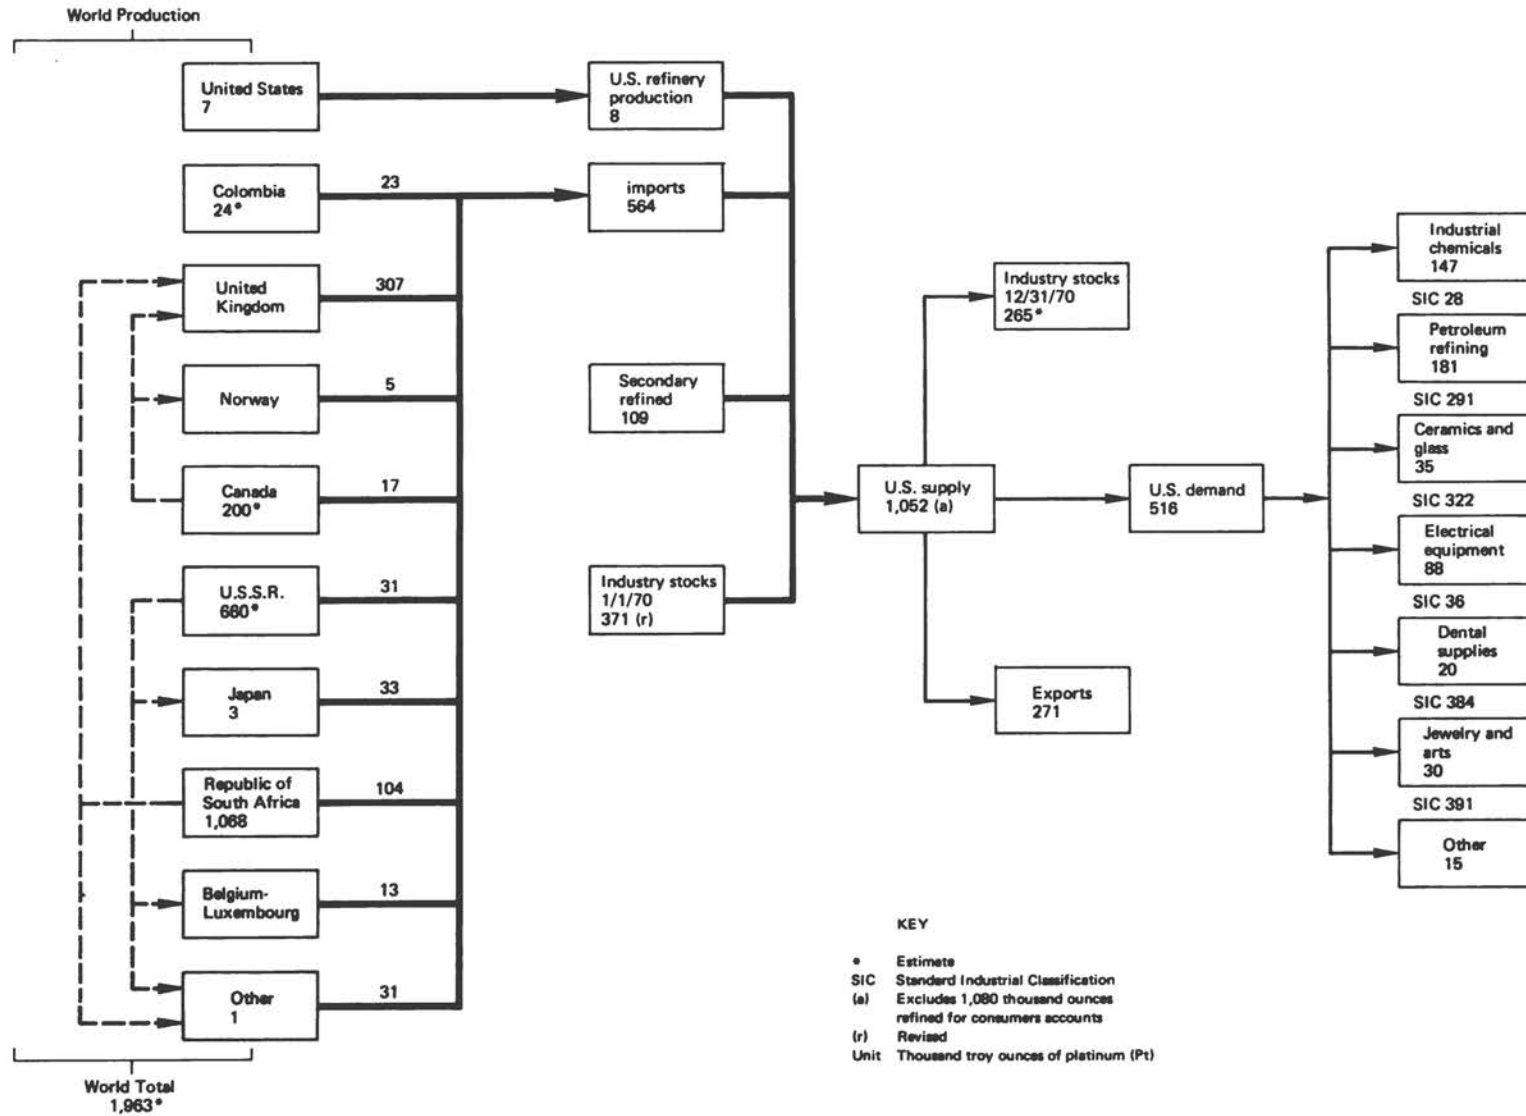 World Production
United States
7
U.S. refinery
production
8
Colombia
24*
23
imports
564
United
Kingdom
307
Norway
5
Secondary
refined
109
Canada
200*
17
U.S.S.R.
660*
31
Industry stocks
1/1/70
371 (r)
Japan
3
33
Republic of
South Africa
1,068
104
Belgium-
Luxembourg
13
Other
1
31
World Total
1,963*
U.S. supply
1,052 (a)
Industry stocks
12/31/70
265*
Exports
271
U.S. demand
516
Industrial
chemicals
147
SIC 28
Petroleum
refining
181
SIC 291
Ceramics and
glass
35
SIC 322
Electrical
equipment
88
SIC 36
Dental
supplies
20
SIC 384
Jewelry and
arts
30
SIC 391
Other
15
KEY
* Estimate
SIC Standard Industrial Classification
(a) Excludes 1,080 thousand ounces
refined for consumers accounts
(r) Revised
Unit Thousand troy ounces of platinum (Pt)